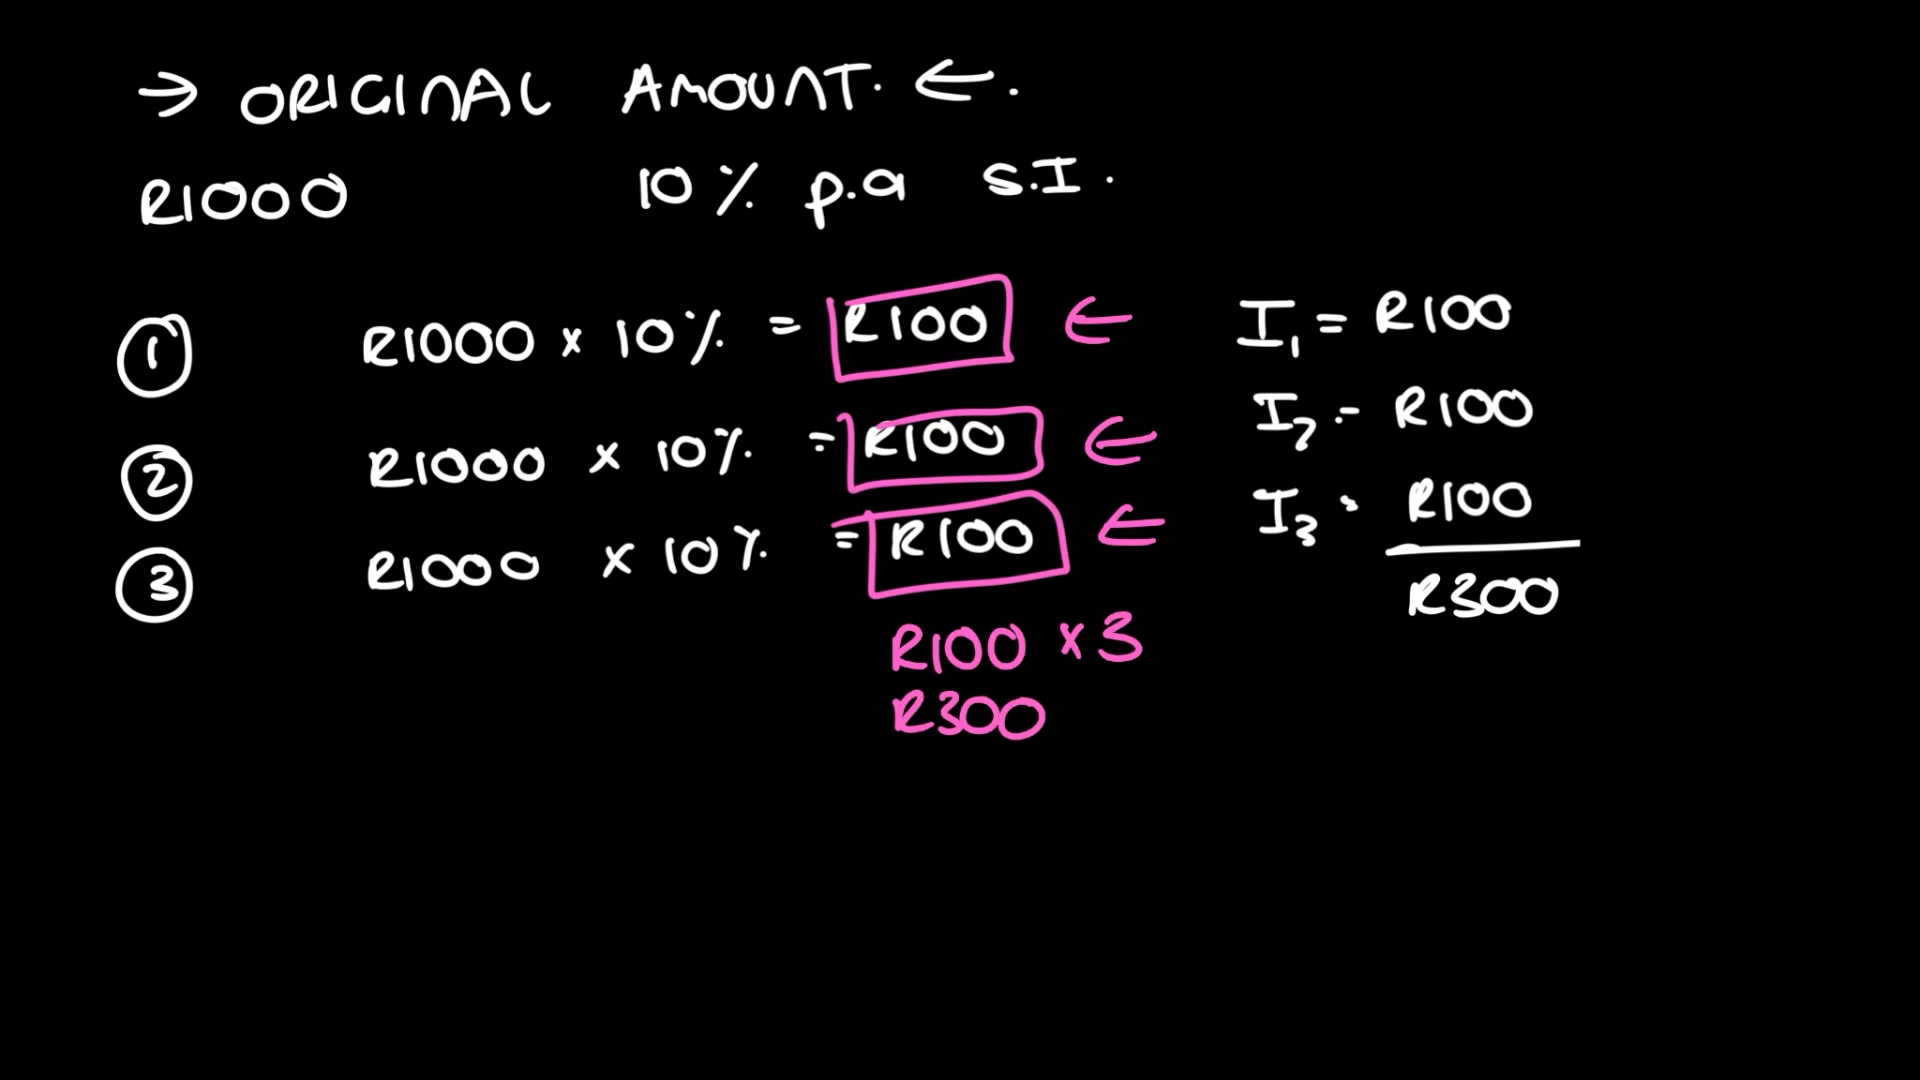 → ORIGINAL AMOUNT. ←.
R1000 10% p.a S.I.
① R1000 x 10% = R100 ← I₁ = R100
② R1000 x 10% = R100 ← I₂ = R100
③ R1000 x 10% = R100 ← I₃ = R100
R300
R100 x 3
R300